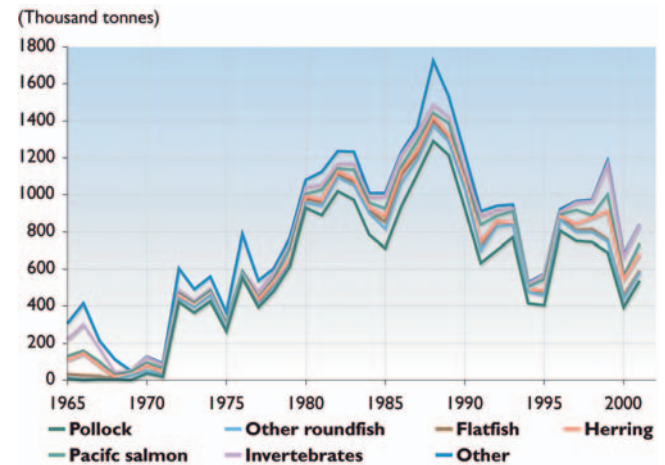 (Thousand tonnes)
1800
1600
1400
1200
1000
800
600
400
200
0
1965 1970 1975 1980 1985 1990 1995 2000
Pollock Other roundfish Flatfish Herring
Pacifc salmon Invertebrates Other